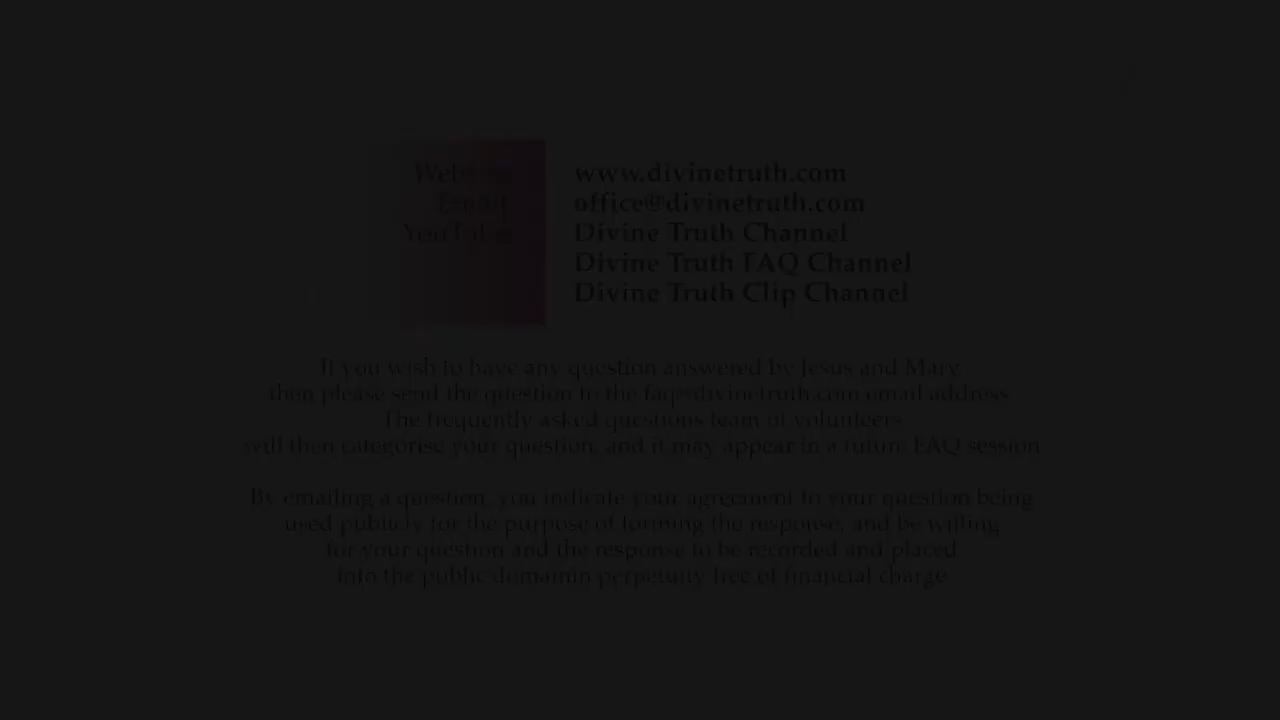 Website www.divinetruth.com
Email office@divinetruth.com
YouTube Divine Truth Channel
Divine Truth FAQ Channel
Divine Truth Clip Channel
If you wish to have any question answered by Jesus and Mary
then please send the question to the faq@divinetruth.com email address
The frequently asked questions team of volunteers
will then categorise your question, and it may appear in a future FAQ session
By emailing a question, you indicate your agreement to your question being
used publicly for the purpose of forming the response, and be willing
for your question and the response to be recorded and placed
into the public domainin perpetuity free of financial charge